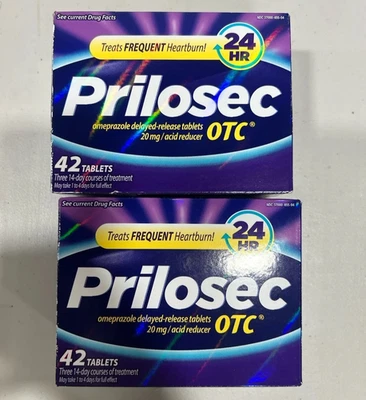 See current Drug Facts
Treats FREQUENT Heartburn!
24
HR
Prilosec
OTC®
omeprazole delayed-release tablets
20 mg / acid reducer
42 TABLETS
Three 14-day courses of treatment
May take 1 to 4 days for full effect
See current Drug Facts
Treats FREQUENT Heartburn!
24
HR
Prilosec
OTC®
omeprazole delayed-release tablets
20 mg / acid reducer
42 TABLETS
Three 14-day courses of treatment
May take 1 to 4 days for full effect